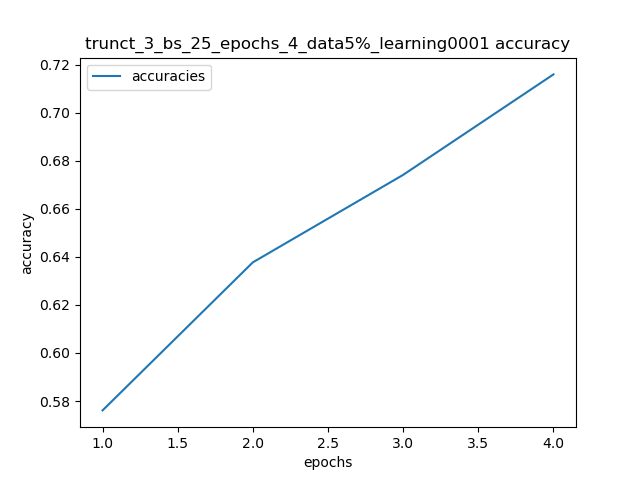 trunct_3_bs_25_epochs_4_data5%_learning0001 accuracy
accuracies
0.72
0.70
0.68
0.66
0.64
0.62
0.60
0.58
accuracy
1.0 1.5 2.0 2.5 3.0 3.5 4.0
epochs